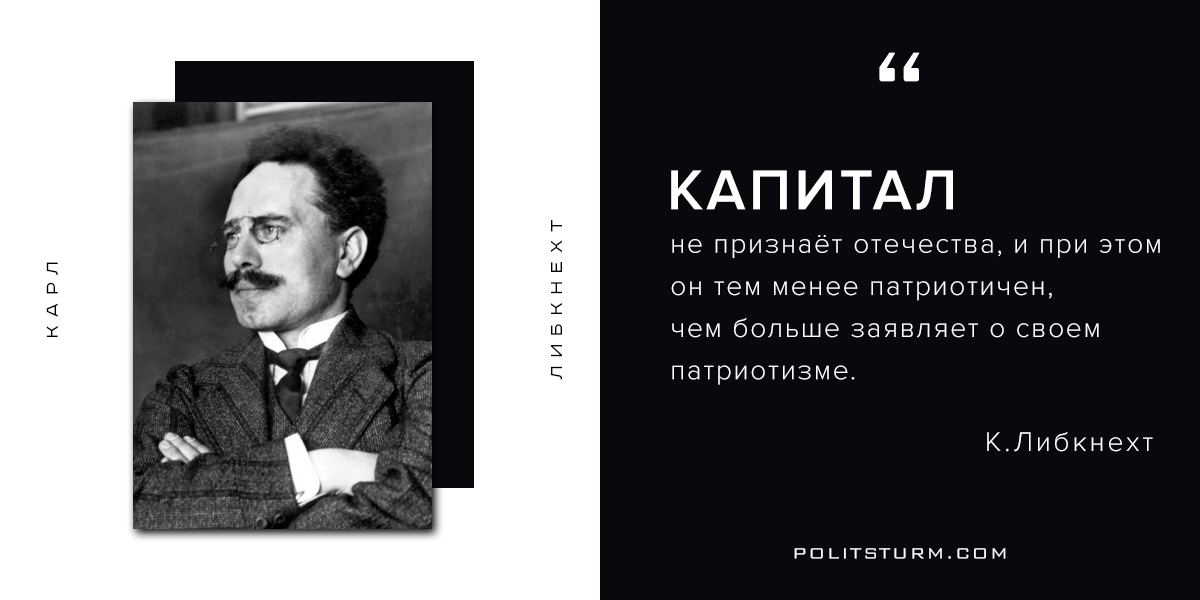 КАРЛ
ЛИБКНЕХТ
“
КАПИТАЛ
не признаёт отечества, и при этом
он тем менее патриотичен,
чем больше заявляет о своем
патриотизме.
К.Либкнехт
POLITSTURM.COM